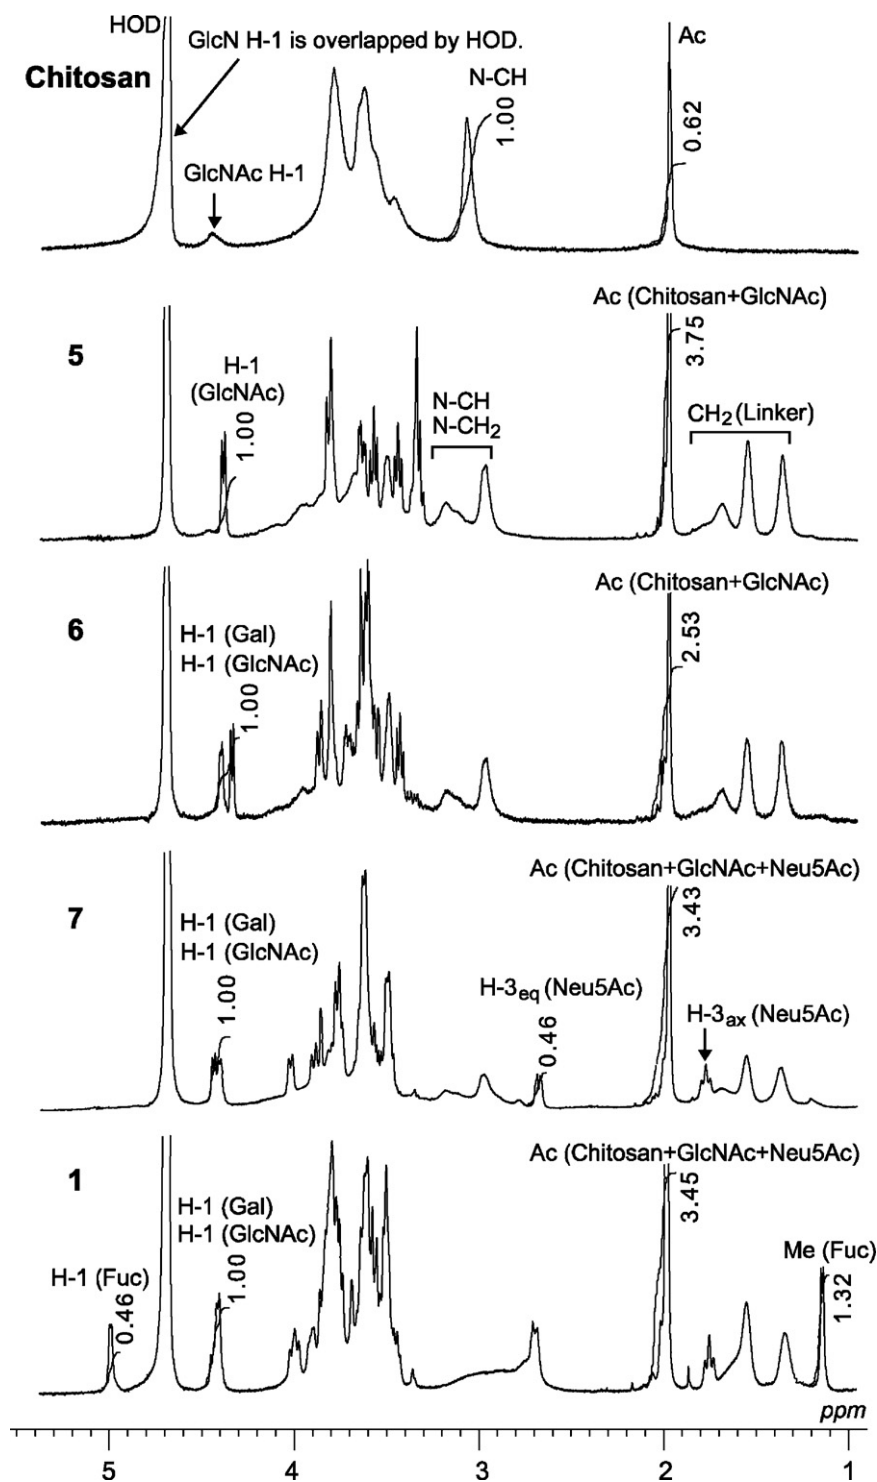 HOD
GlcN H-1 is overlapped by HOD.
Chitosan
N-CH
1.00
Ac
0.62
GlcNAc H-1
5
H-1
(GlcNAc)
1.00
N-CH
N-CH₂
Ac (Chitosan+GlcNAc)
3.75
CH₂ (Linker)
6
H-1 (Gal)
H-1 (GlcNAc)
1.00
Ac (Chitosan+GlcNAc)
2.53
7
H-1 (Gal)
H-1 (GlcNAc)
1.00
H-3eq (Neu5Ac)
0.46
Ac (Chitosan+GlcNAc+Neu5Ac)
3.43
H-3ax (Neu5Ac)
1
H-1 (Fuc)
0.46
H-1 (Gal)
H-1 (GlcNAc)
1.00
Ac (Chitosan+GlcNAc+Neu5Ac)
3.45
Me (Fuc)
1.32
ppm
5 4 3 2 1